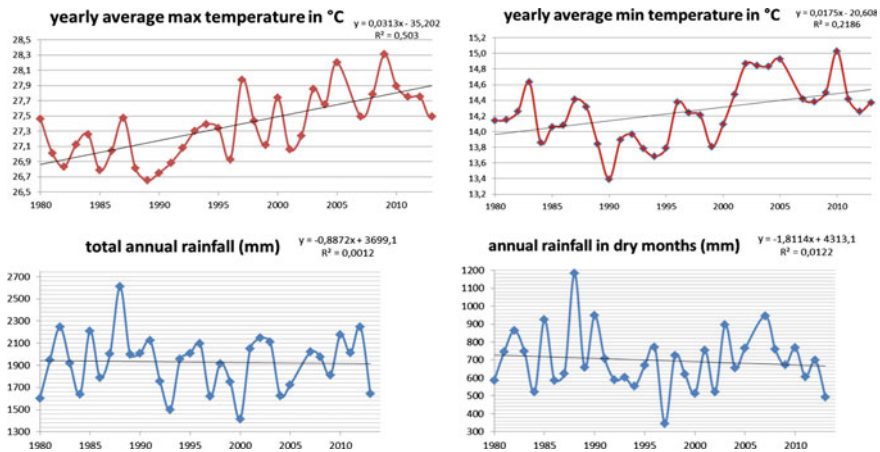 yearly average max temperature in °C
y = 0,0313x - 35,202
R² = 0,503
28,5
28,3
28,1
27,9
27,7
27,5
27,3
27,1
26,9
26,7
26,5
1980 1985 1990 1995 2000 2005 2010
yearly average min temperature in °C
y = 0,0175x - 20,608
R² = 0,2186
15,2
15,0
14,8
14,6
14,4
14,2
14,0
13,8
13,6
13,4
13,2
1980 1985 1990 1995 2000 2005 2010
total annual rainfall (mm)
y = -0,8872x + 3699,1
R² = 0,0012
2700
2500
2300
2100
1900
1700
1500
1300
1980 1985 1990 1995 2000 2005 2010
annual rainfall in dry months (mm)
y = -1,8114x + 4313,1
R² = 0,0122
1200
1100
1000
900
800
700
600
500
400
300
1980 1985 1990 1995 2000 2005 2010